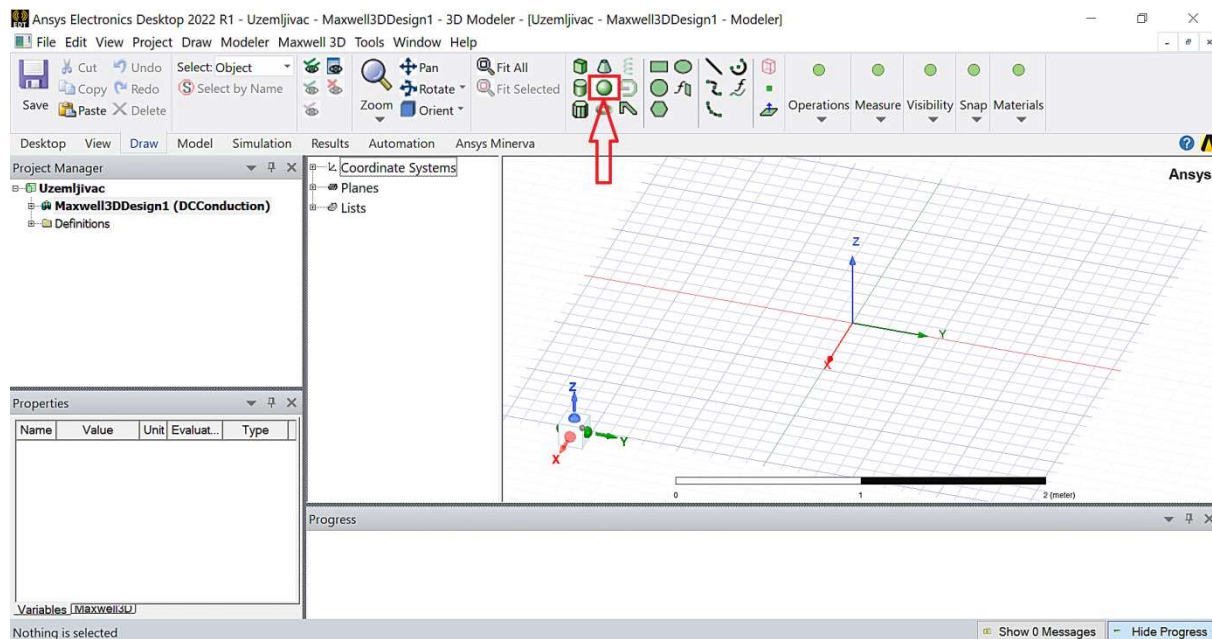 Ansys Electronics Desktop 2022 R1 - Uzemljivac - Maxwell3DDesign1 - 3D Modeler - [Uzemljivac - Maxwell3DDesign1 - Modeler]
File Edit View Project Draw Modeler Maxwell 3D Tools Window Help
Save
Cut Undo Select: Object
Copy Redo Select by Name
Paste Delete
Zoom
Pan
Rotate
Orient
Fit All
Fit Selected
Operations Measure Visibility Snap Materials
Desktop View Draw Model Simulation Results Automation Ansys Minerva
Project Manager
Uzemljivac
Maxwell3DDesign1 (DCConduction)
Definitions
Coordinate Systems
Planes
Lists
Ansys
Z
Y
X
Z
Y
X
0 1 2 (meter)
Properties
Name Value Unit Evaluat... Type
Variables Maxwell3D
Progress
Nothing is selected
Show 0 Messages Hide Progress